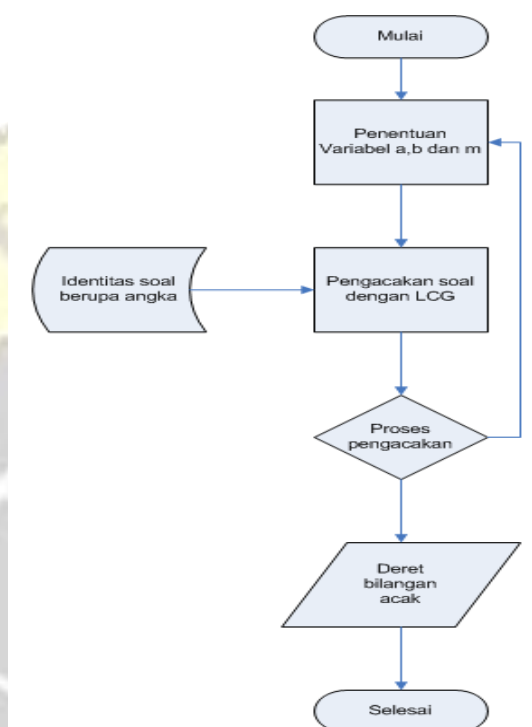 Mulai
Penentuan
Variabel a,b dan m
Identitas soal
berupa angka
Pengacakan soal
dengan LCG
Proses
pengacakan
Deret
bilangan
acak
Selesai